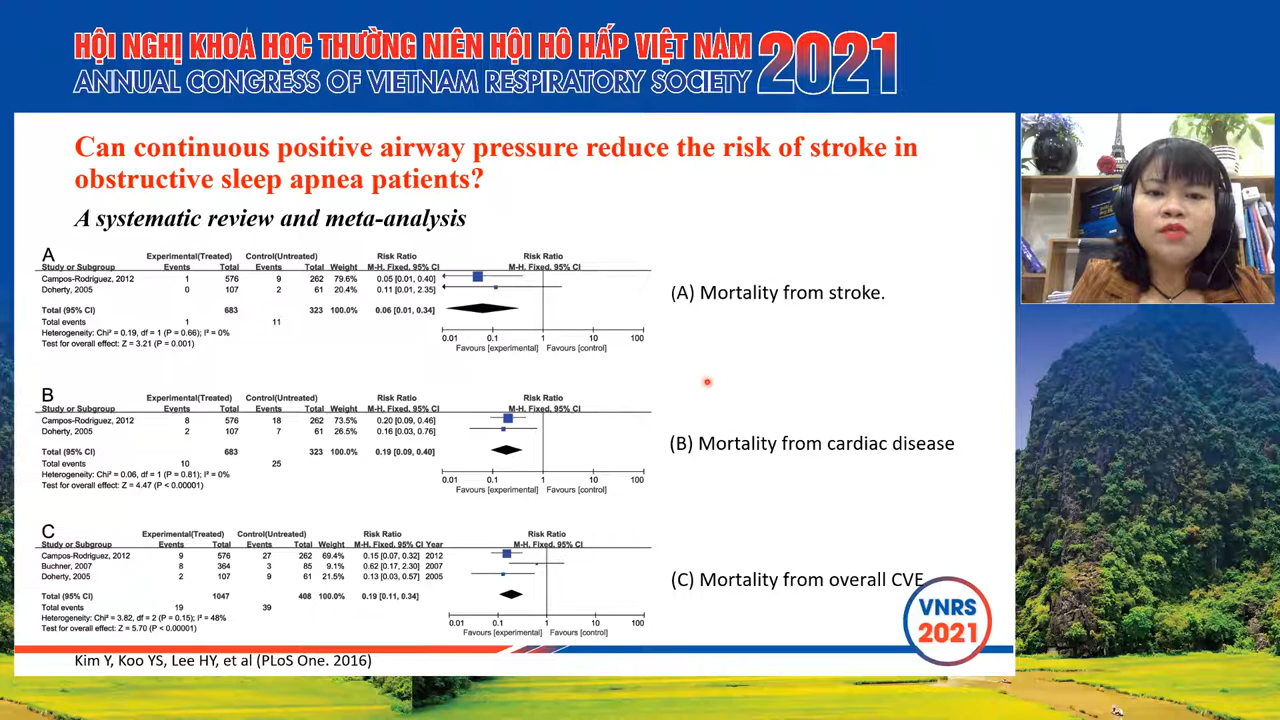 HỘI NGHỊ KHOA HỌC THƯỜNG NIÊN HỘI HÔ HẤP VIỆT NAM 2021
ANNUAL CONGRESS OF VIETNAM RESPIRATORY SOCIETY
Can continuous positive airway pressure reduce the risk of stroke in
obstructive sleep apnea patients?
A systematic review and meta-analysis
A
Experimental(Treated) Control(Untreated) Risk Ratio Risk Ratio
Study or Subgroup Events Total Events Total Weight M-H. Fixed. 95% CI M-H. Fixed. 95% CI
Campos-Rodriguez, 2012 1 576 9 262 79.6% 0.05 [0.01, 0.40]
Doherty, 2005 0 107 2 61 20.4% 0.11 [0.01, 2.35]
Total (95% CI) 683 323 100.0% 0.06 [0.01, 0.34]
Total events 1 11
Heterogeneity: Chi² = 0.19, df = 1 (P = 0.66); I² = 0%
Test for overall effect: Z = 3.21 (P = 0.001)
0.01 0.1 1 10 100
Favours [experimental] Favours [control]
(A) Mortality from stroke.
B
Experimental(Treated) Control(Untreated) Risk Ratio Risk Ratio
Study or Subgroup Events Total Events Total Weight M-H. Fixed. 95% CI M-H. Fixed. 95% CI
Campos-Rodriguez, 2012 8 576 18 262 73.5% 0.20 [0.09, 0.46]
Doherty, 2005 2 107 7 61 26.5% 0.16 [0.03, 0.76]
Total (95% CI) 683 323 100.0% 0.19 [0.09, 0.40]
Total events 10 25
Heterogeneity: Chi² = 0.06, df = 1 (P = 0.81); I² = 0%
Test for overall effect: Z = 4.47 (P < 0.00001)
0.01 0.1 1 10 100
Favours [experimental] Favours [control]
(B) Mortality from cardiac disease
C
Experimental(Treated) Control(Untreated) Risk Ratio Risk Ratio
Study or Subgroup Events Total Events Total Weight M-H. Fixed. 95% CI Year M-H. Fixed. 95% CI
Campos-Rodriguez, 2012 9 576 27 262 69.4% 0.15 [0.07, 0.32] 2012
Buchner, 2007 8 364 3 85 9.1% 0.62 [0.17, 2.30] 2007
Doherty, 2005 2 107 9 61 21.5% 0.13 [0.03, 0.57] 2005
Total (95% CI) 1047 408 100.0% 0.19 [0.11, 0.34]
Total events 19 39
Heterogeneity: Chi² = 3.82, df = 2 (P = 0.15); I² = 48%
Test for overall effect: Z = 5.70 (P < 0.00001)
0.01 0.1 1 10 100
Favours [experimental] Favours [control]
(C) Mortality from overall CVE
VNRS
2021
Kim Y, Koo YS, Lee HY, et al (PLoS One. 2016)